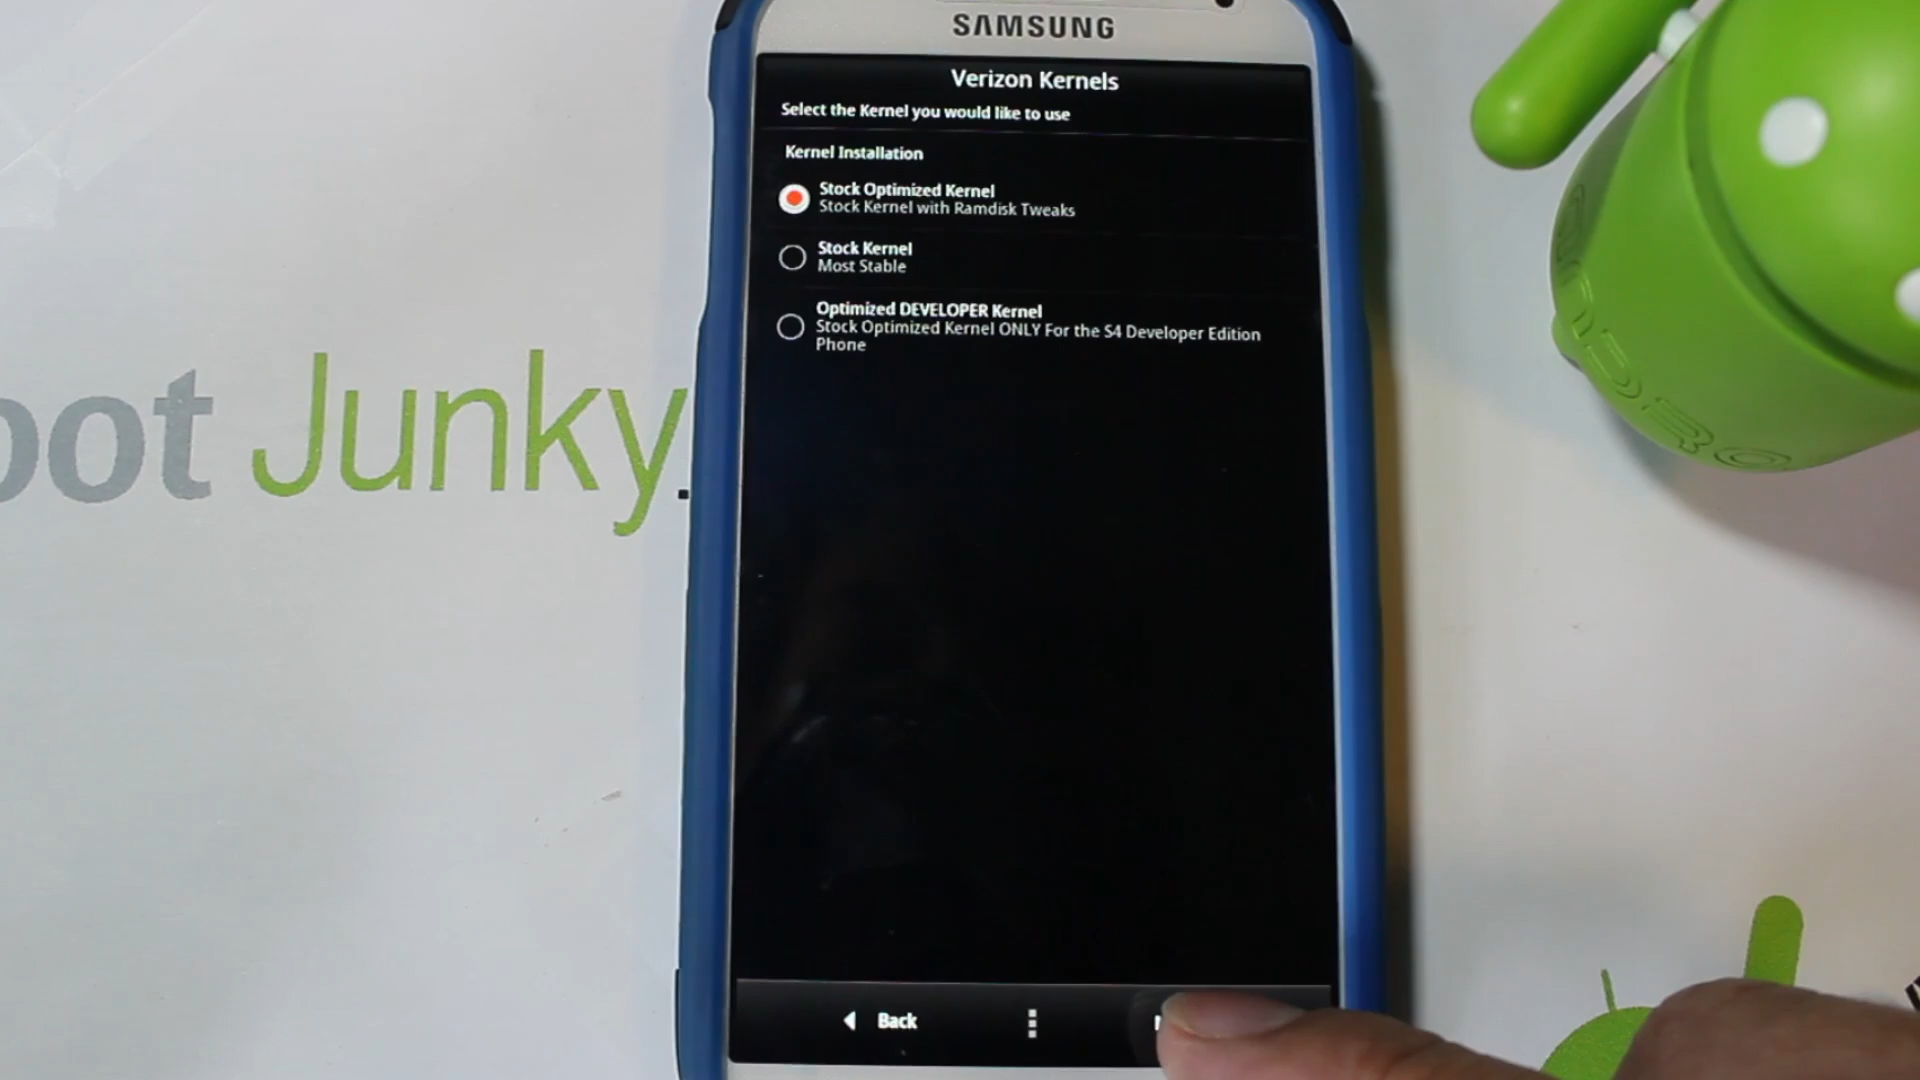 SAMSUNG
Verizon Kernels
Select the Kernel you would like to use
Kernel Installation
Stock Optimized Kernel
Stock Kernel with Ramdisk Tweaks
Stock Kernel
Most Stable
Optimized DEVELOPER Kernel
Stock Optimized Kernel ONLY For the S4 Developer Edition
Phone
oot Junky.
Back